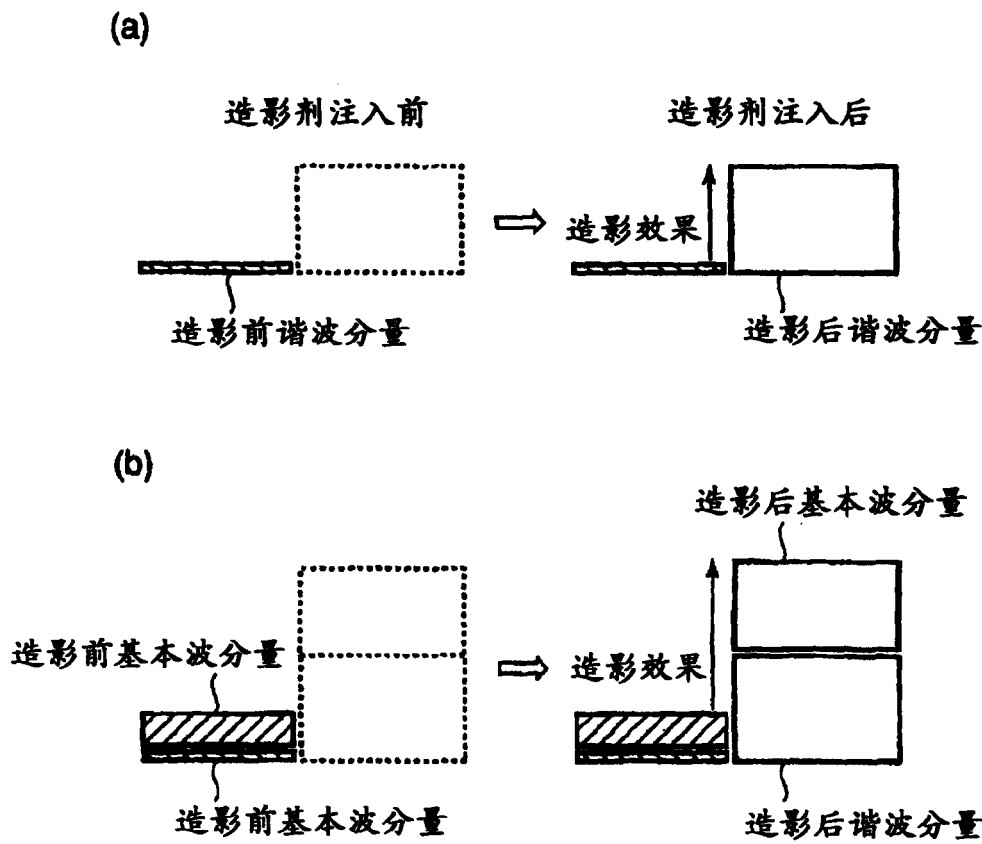 (a)
造影剂注入前
造影剂注入后
造影效果
造影前谐波分量
造影后谐波分量
(b)
造影后基本波分量
造影前基本波分量
造影效果
造影前基本波分量
造影后谐波分量